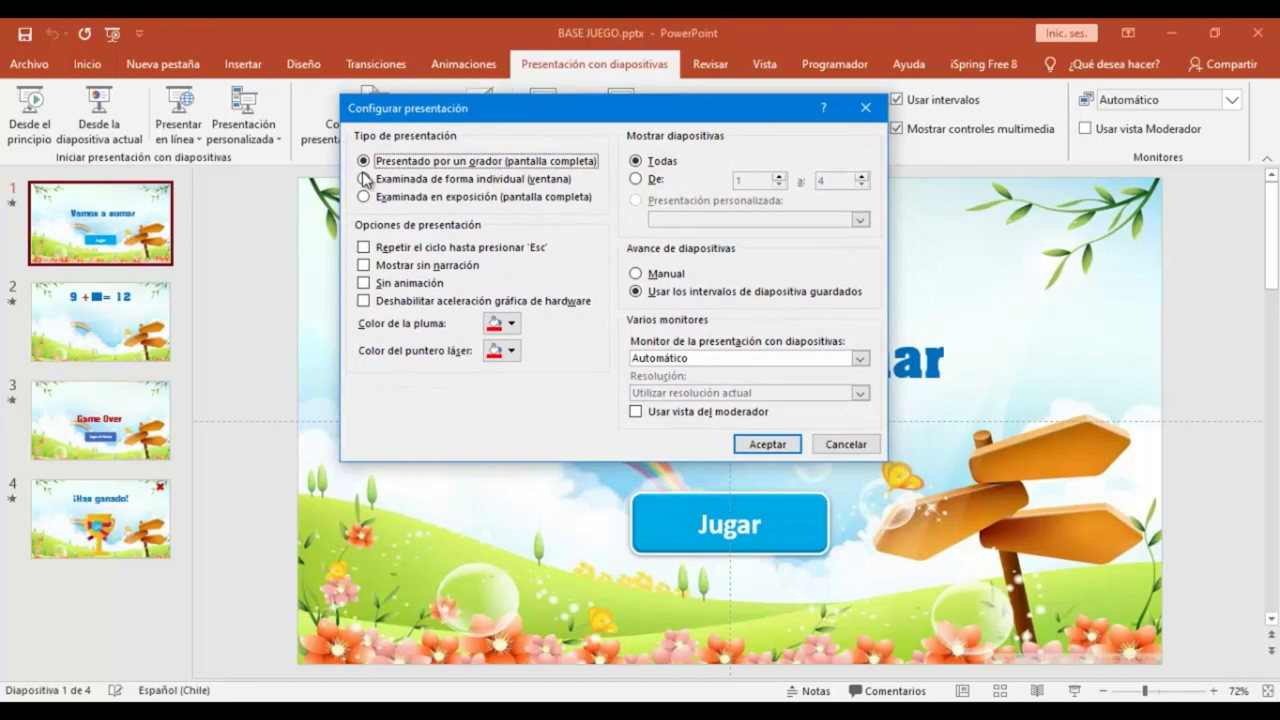 BASE JUEGO.pptx - PowerPoint
Inic. ses.
Archivo Inicio Nueva pestaña Insertar Diseño Transiciones Animaciones Presentación con diapositivas Revisar Vista Programador Ayuda iSpring Free 8 ¿Qué desea hacer? Compartir
Desde el principio
Desde la diapositiva actual
Presentar en línea
Presentación personalizada
Iniciar presentación con diapositivas
Usar intervalos
Mostrar controles multimedia
Automático
Usar vista Moderador
Monitores
Configurar presentación
?
Tipo de presentación
Presentado por un orador (pantalla completa)
Examinada de forma individual (ventana)
Examinada en exposición (pantalla completa)
Opciones de presentación
Repetir el ciclo hasta presionar 'Esc'
Mostrar sin narración
Sin animación
Deshabilitar aceleración gráfica de hardware
Color de la pluma:
Color del puntero láser:
Mostrar diapositivas
Todas
De: 1 a: 4
Presentación personalizada:
Avance de diapositivas
Manual
Usar los intervalos de diapositiva guardados
Varios monitores
Monitor de la presentación con diapositivas:
Automático
Resolución:
Utilizar resolución actual
Usar vista del moderador
Aceptar Cancelar
1
Vamos a sumar
Jugar
2
9 + = 12
3
Game Over
4
¡Has ganado!
ar
Jugar
Diapositiva 1 de 4 Español (Chile) Notas Comentarios 72%